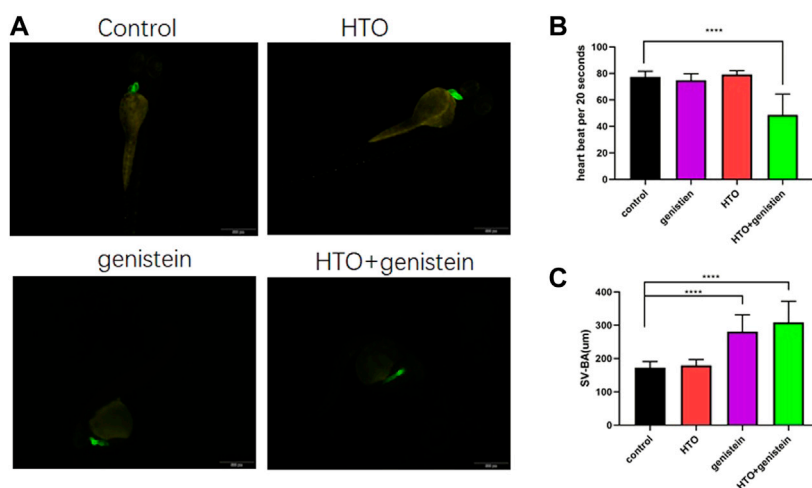 A
Control
HTO
genistein
HTO+genistein
B
****
heart beat per 20 seconds
100
80
60
40
20
0
control
genistien
HTO
HTO+genistien
C
****
****
SV-BA(um)
400
300
200
100
0
control
HTO
genistein
HTO+genistein